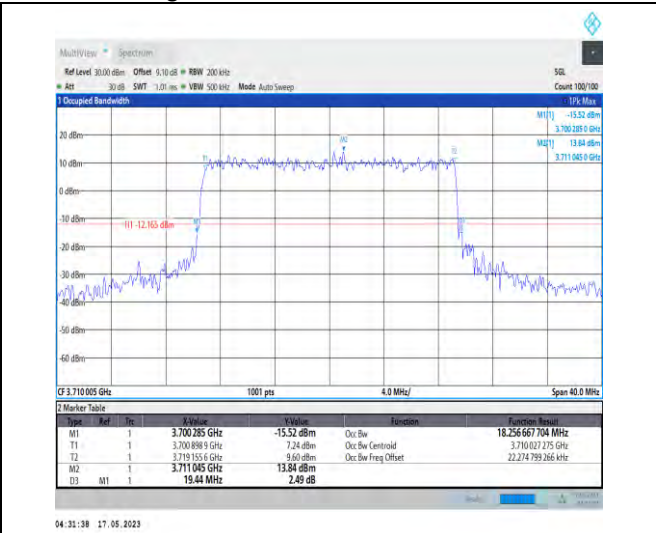 MultiView Spectrum
Ref Level 30.00 dBm Offset 9.10 dB RBW 200 kHz SGL
Att 30 dB SWT 1.01 ms VBW 500 kHz Mode Auto Sweep Count 100/100
1 Occupied Bandwidth 1Pk Max
M1[1] -15.52 dBm
3.700 285 0 GHz
M2[1] 13.84 dBm
3.711 045 0 GHz
20 dBm
M2
T1
10 dBm
0 dBm
-10 dBm
H1 -12.165 dBm
-20 dBm
-30 dBm
-40 dBm
-50 dBm
-60 dBm
CF 3.710 005 GHz 1001 pts 4.0 MHz/ Span 40.0 MHz
2 Marker Table
Type Ref Trc X-Value Y-Value Function Function Result
M1 1 3.700 285 GHz -15.52 dBm Occ Bw 18.256 667 704 MHz
T1 1 3.700 898 9 GHz 7.24 dBm Occ Bw Centroid 3.710 027 275 GHz
T2 1 3.719 155 6 GHz 9.60 dBm Occ Bw Freq Offset 22.274 799 266 kHz
M2 1 3.711 045 GHz 13.84 dBm
D3 M1 1 19.44 MHz 2.49 dB
04:31:38 17.05.2023